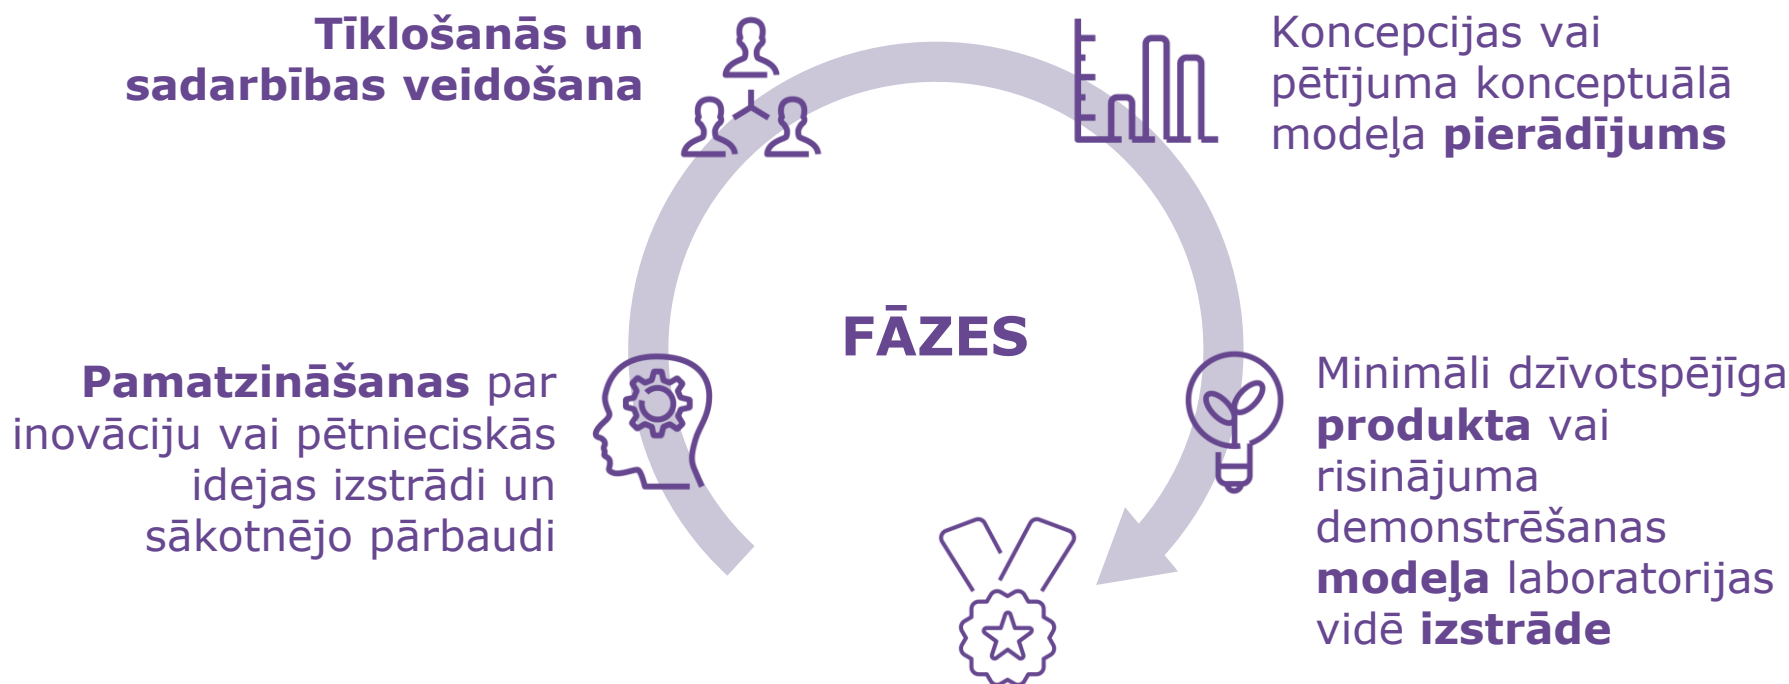 Tīklošanās un
sadarbības veidošana
Koncepcijas vai
pētījuma konceptuālā
modeļa pierādījums
FĀZES
Pamatzināšanas par
inovāciju vai pētnieciskās
idejas izstrādi un
sākotnējo pārbaudi
Minimāli dzīvotspējīga
produkta vai
risinājuma
demonstrēšanas
modeļa laboratorijas
vidē izstrāde